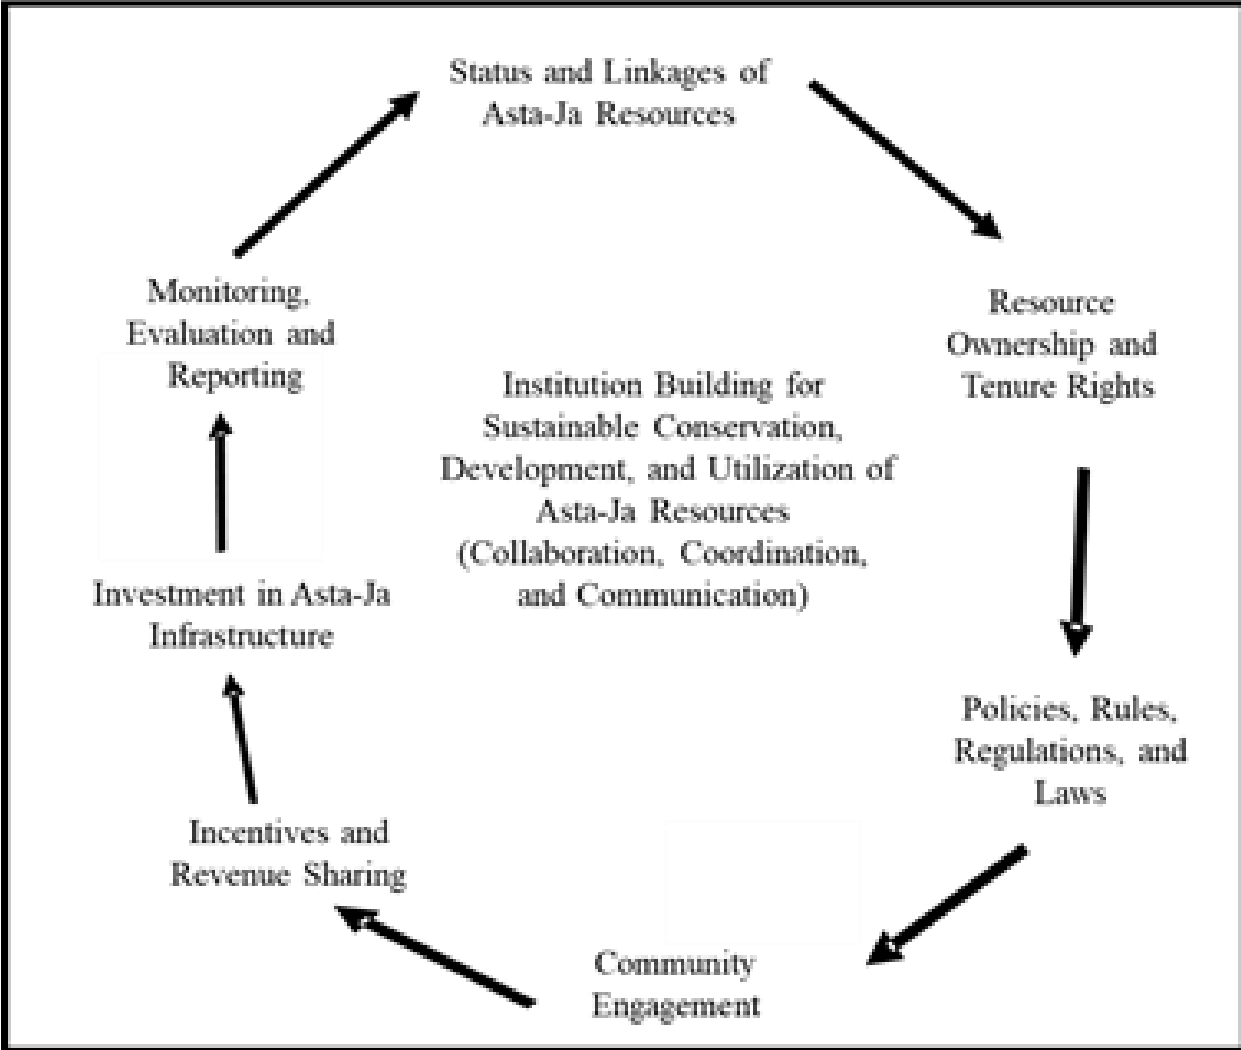 Status and Linkages of
Asta-Ja Resources
Resource
Ownership and
Tenure Rights
Policies, Rules,
Regulations, and
Laws
Community
Engagement
Incentives and
Revenue Sharing
Investment in Asta-Ja
Infrastructure
Monitoring,
Evaluation and
Reporting
Institution Building for
Sustainable Conservation,
Development, and Utilization of
Asta-Ja Resources
(Collaboration, Coordination,
and Communication)